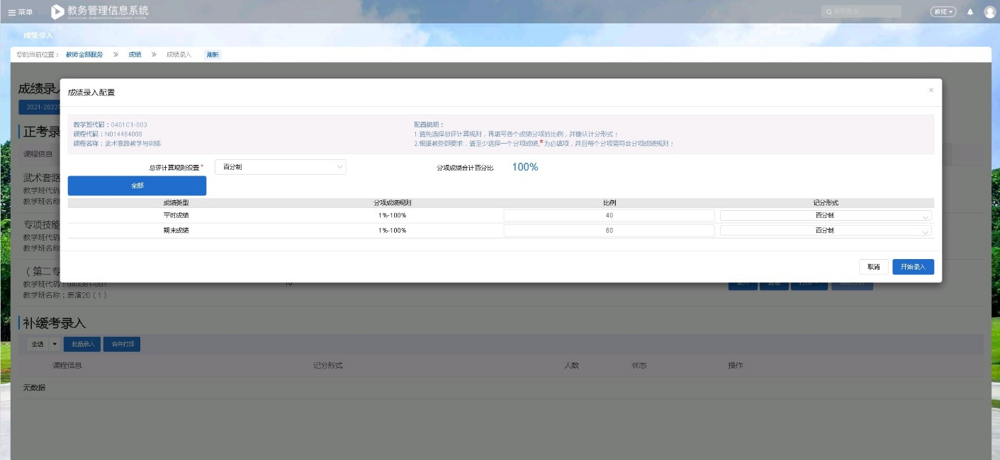 菜单
教务管理信息系统
教师
成绩录入
您的当前位置：
教师全部服务
成绩
成绩录入
刷新
成绩录入
2021-2022
成绩录入配置
×
教学班代码：0401C1-003
课程代码：N014464008
课程名称：武术套路教学与训练
配置说明：
1.请先选择总评计算规则，再填写各个成绩分项的比例，并确认计分形式；
2.根据教务部要求，请至少选择一个分项成绩,*为必填项，并且每个分项需符合分项成绩规则；
总评计算规则设置*
百分制
分项成绩合计百分比
100%
全部
成绩类型
分项成绩规则
比例
记分形式
平时成绩
1%-100%
40
百分制
期末成绩
1%-100%
60
百分制
取消
开始录入
正考录
课程信息
武术套路
教学班代码
教学班名称
专项技能
教学班代码
教学班名称
（第二专
教学班代码：040381-001
教学班名称：表演20（1）
补缓考录入
全选
批量录入
合并打印
课程信息
记分形式
人数
状态
操作
无数据